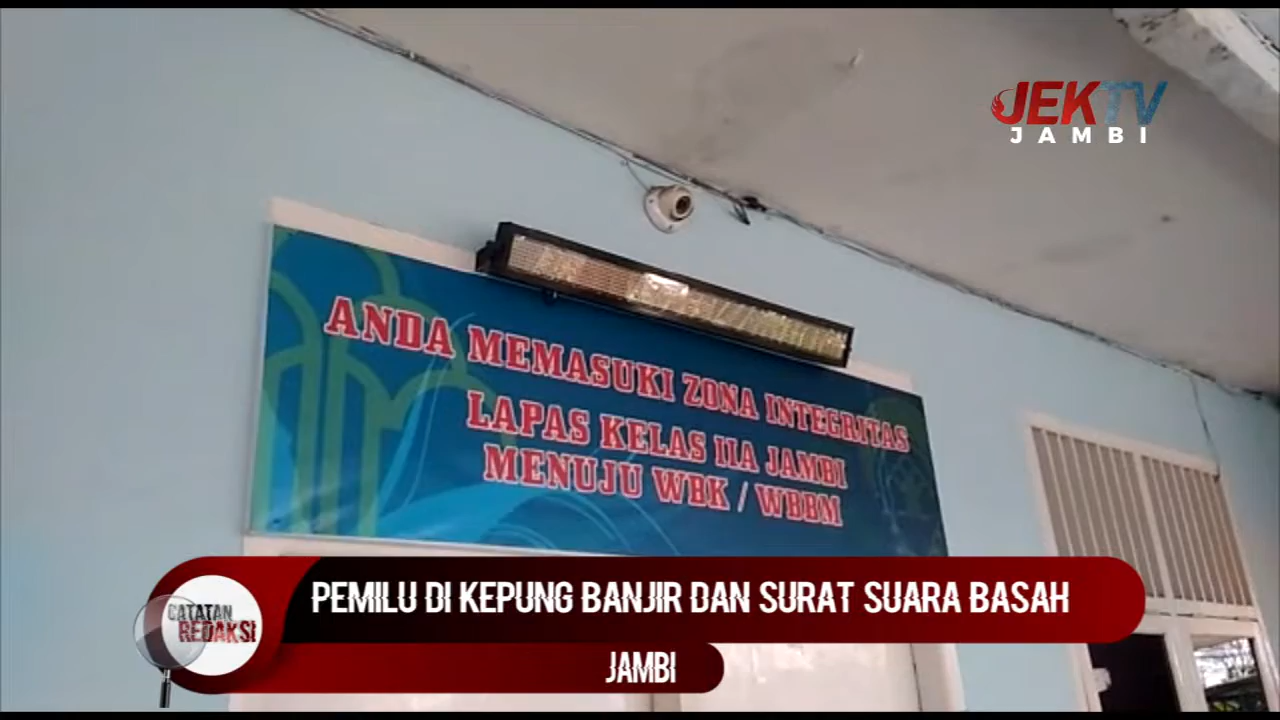 JEKTV
JAMBI
ANDA MEMASUKI ZONA INTEGRITAS
LAPAS KELAS IIA JAMBI
MENUJU WBK / WBBM
CATATAN
REDAKSI
PEMILU DI KEPUNG BANJIR DAN SURAT SUARA BASAH
JAMBI